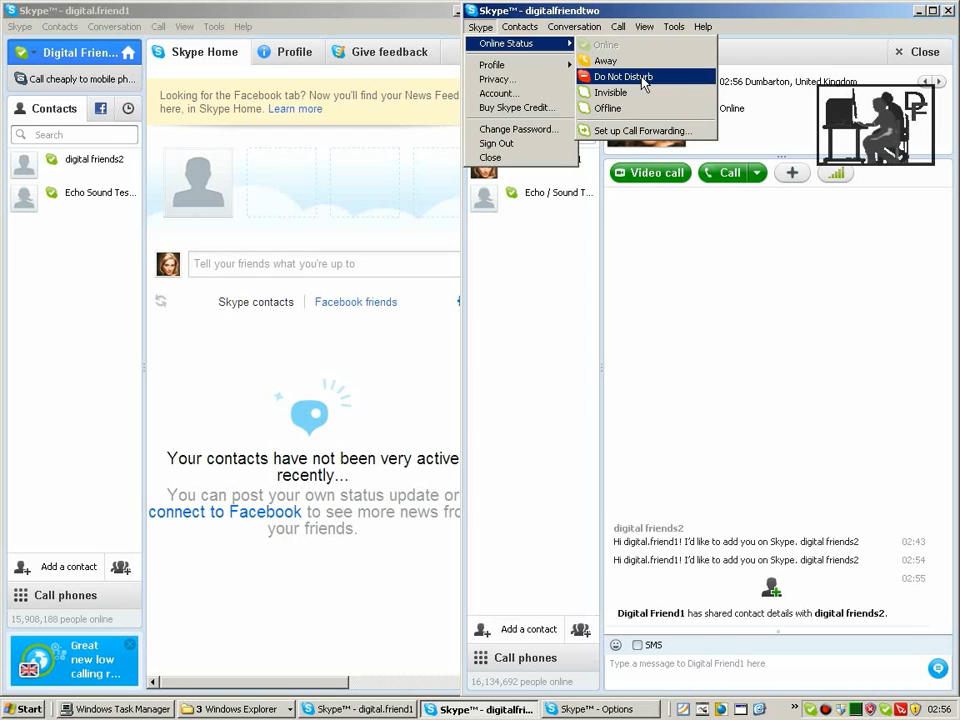 Skype™ - digital.friend1
Skype Contacts Conversation Call View Tools Help
Digital Frien...
Skype Home
Profile
Give feedback
Call cheaply to mobile ph...
Contacts
Search
digital friends2
Echo Sound Tes...
Looking for the Facebook tab? Now you'll find your News Feed
here, in Skype Home. Learn more
Tell your friends what you're up to
Skype contacts
Facebook friends
Your contacts have not been very active
recently...
You can post your own status update or
connect to Facebook to see more news from
your friends.
Add a contact
Call phones
15,908,188 people online
Great
new low
calling r...
Skype™ - digitalfriendtwo
Skype Contacts Conversation Call View Tools Help
Online Status
Profile
Privacy...
Account...
Buy Skype Credit...
Change Password...
Sign Out
Close
Online
Away
Do Not Disturb
Invisible
Offline
Set up Call Forwarding...
Close
02:56 Dumbarton, United Kingdom
Online
DF
Echo / Sound T...
Video call
Call
digital friends2
Hi digital.friend1! I'd like to add you on Skype. digital friends2 02:43
Hi digital.friend1! I'd like to add you on Skype. digital friends2 02:54
02:55
Digital Friend1 has shared contact details with digital friends2.
SMS
Type a message to Digital Friend1 here
Add a contact
Call phones
16,134,692 people online
Start
Windows Task Manager
3 Windows Explorer
Skype™ - digital.friend1
Skype™ - digitalfri...
Skype™ - Options
02:56